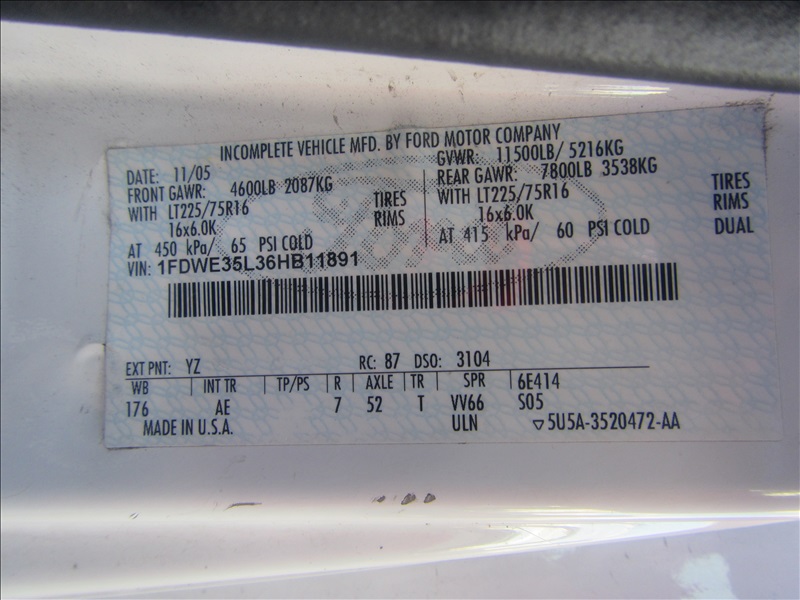 INCOMPLETE VEHICLE MFD. BY FORD MOTOR COMPANY
DATE: 11/05 GVWR: 11500LB/ 5216KG
FRONT GAWR: 4600LB 2087KG REAR GAWR: 7800LB 3538KG
WITH LT225/75R16 TIRES WITH LT225/75R16 TIRES
16x6.0K RIMS 16x6.0K RIMS
AT 450 kPa/ 65 PSI COLD AT 415 kPa/ 60 PSI COLD DUAL
VIN: 1FDWE35L36HB11891
Ford
EXT PNT: YZ RC: 87 DSO: 3104
WB INT TR TP/PS R AXLE TR SPR 6E414
176 AE 7 52 T VV66 S05
MADE IN U.S.A. ULN ▽5U5A-3520472-AA